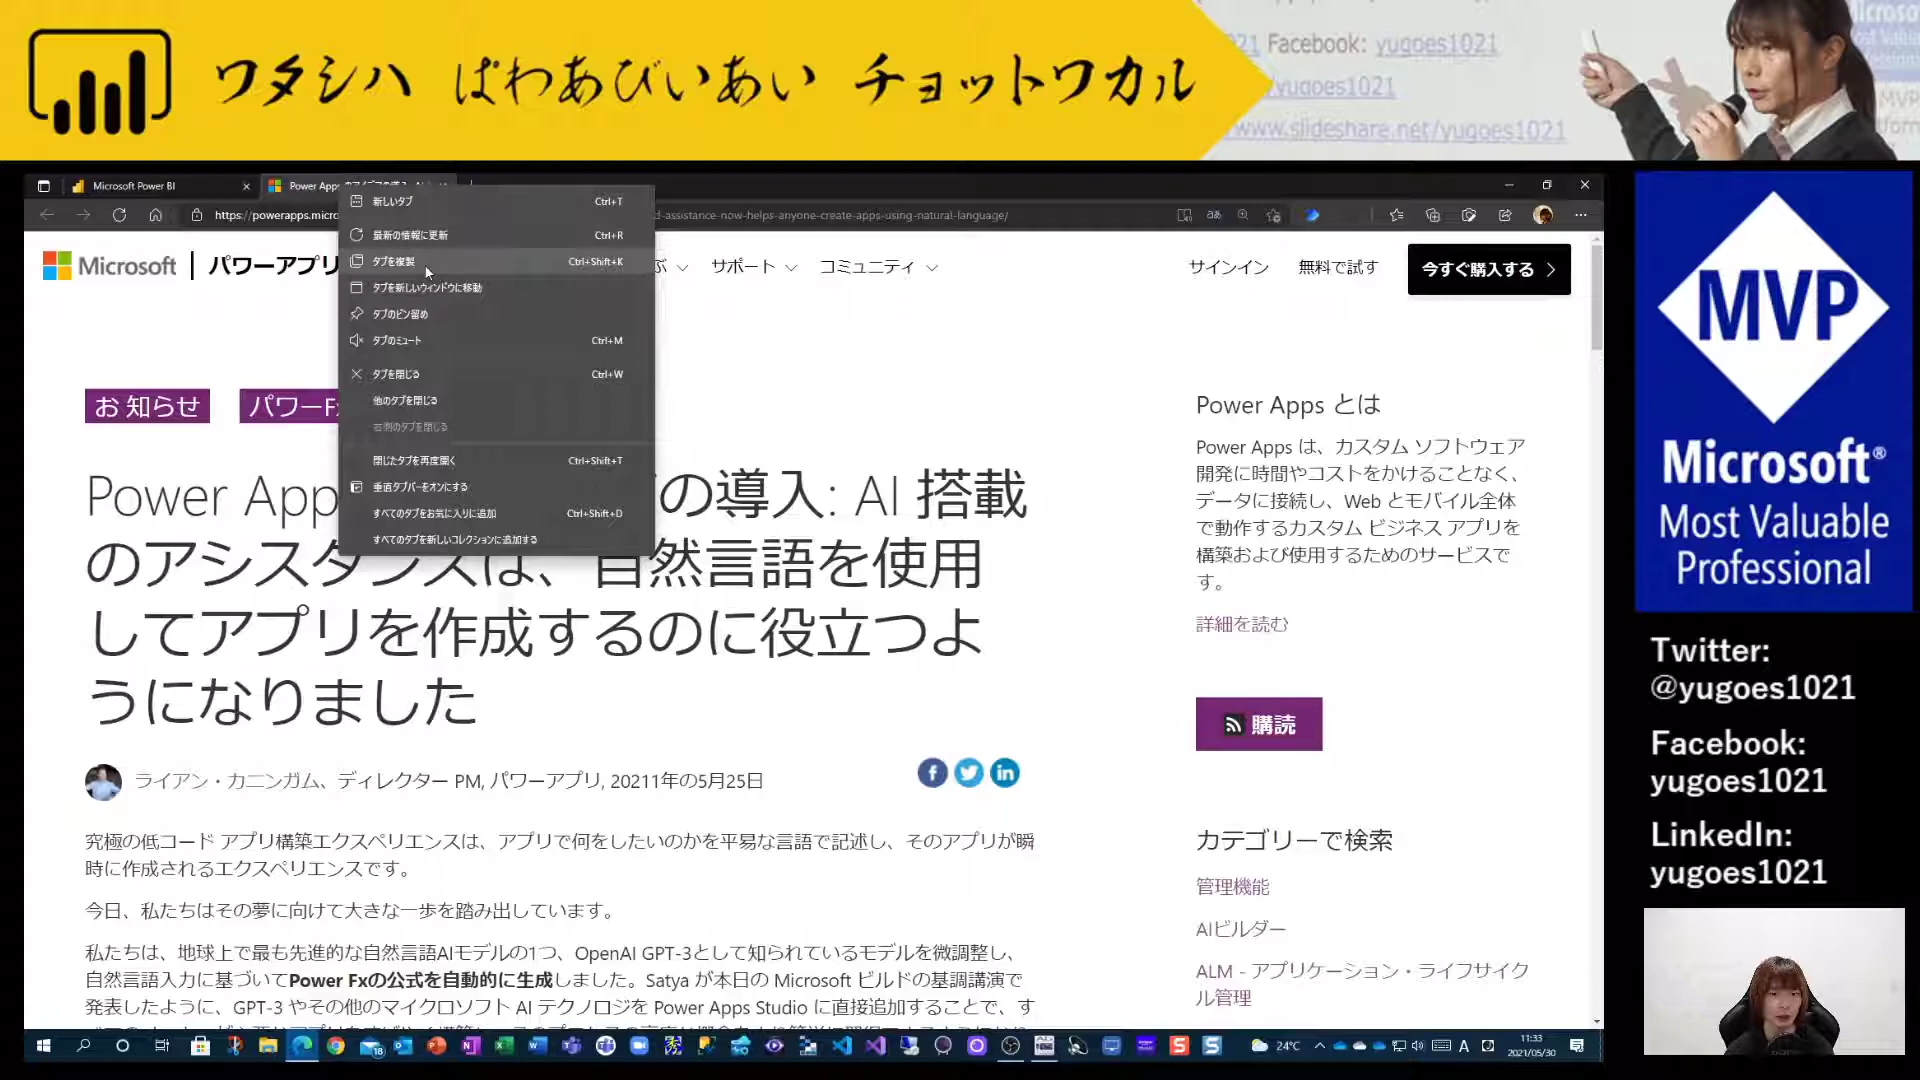 ワタシハ ぱわあびいあい チョットワカル
Facebook: yugoes1021
yugoes1021
www.slideshare.net/yugoes1021
Microsoft Power BI
Power Apps
https://powerapps.micro
d-assistance-now-helps-anyone-create-apps-using-natural-language/
新しいタブ Ctrl+T
最新の情報に更新 Ctrl+R
タブを複製 Ctrl+Shift+K
タブを新しいウィンドウに移動
タブのピン留め
タブのミュート Ctrl+M
タブを閉じる Ctrl+W
他のタブを閉じる
右側のタブを閉じる
閉じたタブを再度開く Ctrl+Shift+T
垂直タブバーをオンにする
すべてのタブをお気に入りに追加 Ctrl+Shift+D
すべてのタブを新しいコレクションに追加する
Microsoft パワーアプリ
ぶ サポート コミュニティ
サインイン 無料で試す 今すぐ購入する
お 知らせ パワーFx
Power App の導入: AI 搭載
のアシスタンスは、自然言語を使用
してアプリを作成するのに役立つよ
うになりました
ライアン・カニンガム、ディレクター PM, パワーアプリ, 20211年の5月25日
究極の低コード アプリ構築エクスペリエンスは、アプリで何をしたいのかを平易な言語で記述し、そのアプリが瞬
時に作成されるエクスペリエンスです。
今日、私たちはその夢に向けて大きな一歩を踏み出しています。
私たちは、地球上で最も先進的な自然言語AIモデルの1つ、OpenAI GPT-3として知られているモデルを微調整し、
自然言語入力に基づいてPower Fxの公式を自動的に生成しました。Satya が本日の Microsoft ビルドの基調講演で
発表したように、GPT-3 やその他のマイクロソフト AI テクノロジを Power Apps Studio に直接追加することで、す
Power Apps とは
Power Apps は、カスタム ソフトウェア
開発に時間やコストをかけることなく、
データに接続し、Web とモバイル全体
で動作するカスタム ビジネス アプリを
構築および使用するためのサービスで
す。
詳細を読む
購読
カテゴリーで検索
管理機能
AIビルダー
ALM - アプリケーション・ライフサイク
ル管理
24°C
A
11:33
2021/05/30
MVP
Microsoft®
Most Valuable
Professional
Twitter:
@yugoes1021
Facebook:
yugoes1021
LinkedIn:
yugoes1021